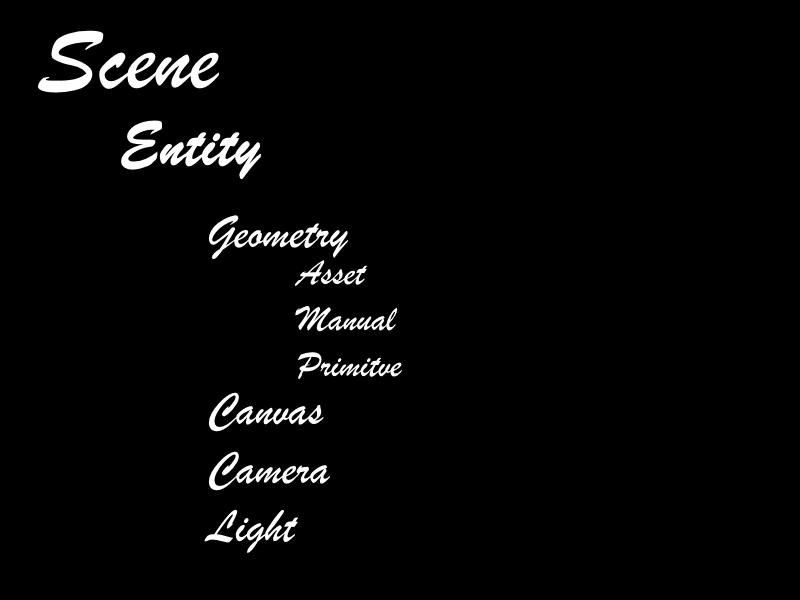 Scene
Entity
Geometry
Asset
Manual
Primitve
Canvas
Camera
Light